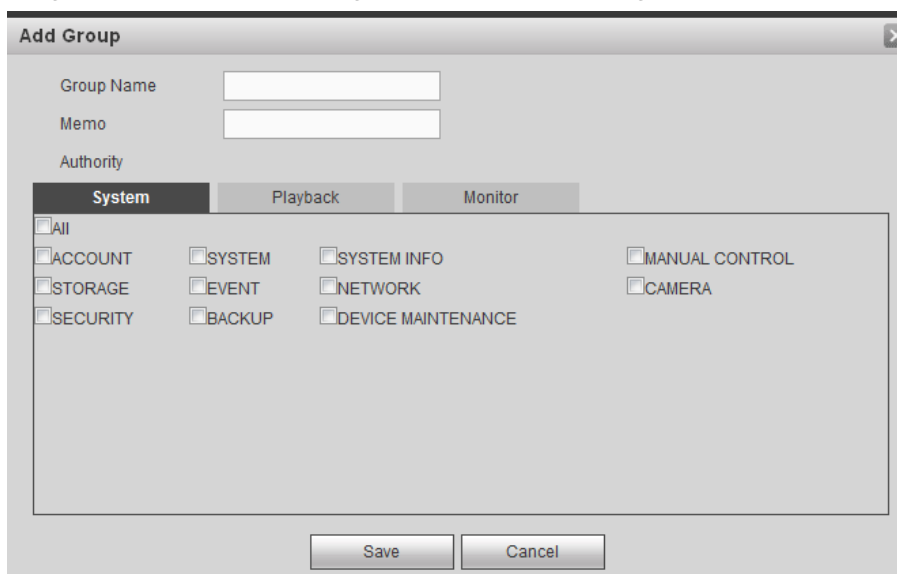 Add Group
Group Name
Memo
Authority
System Playback Monitor
All
ACCOUNT SYSTEM SYSTEM INFO MANUAL CONTROL
STORAGE EVENT NETWORK CAMERA
SECURITY BACKUP DEVICE MAINTENANCE
Save Cancel